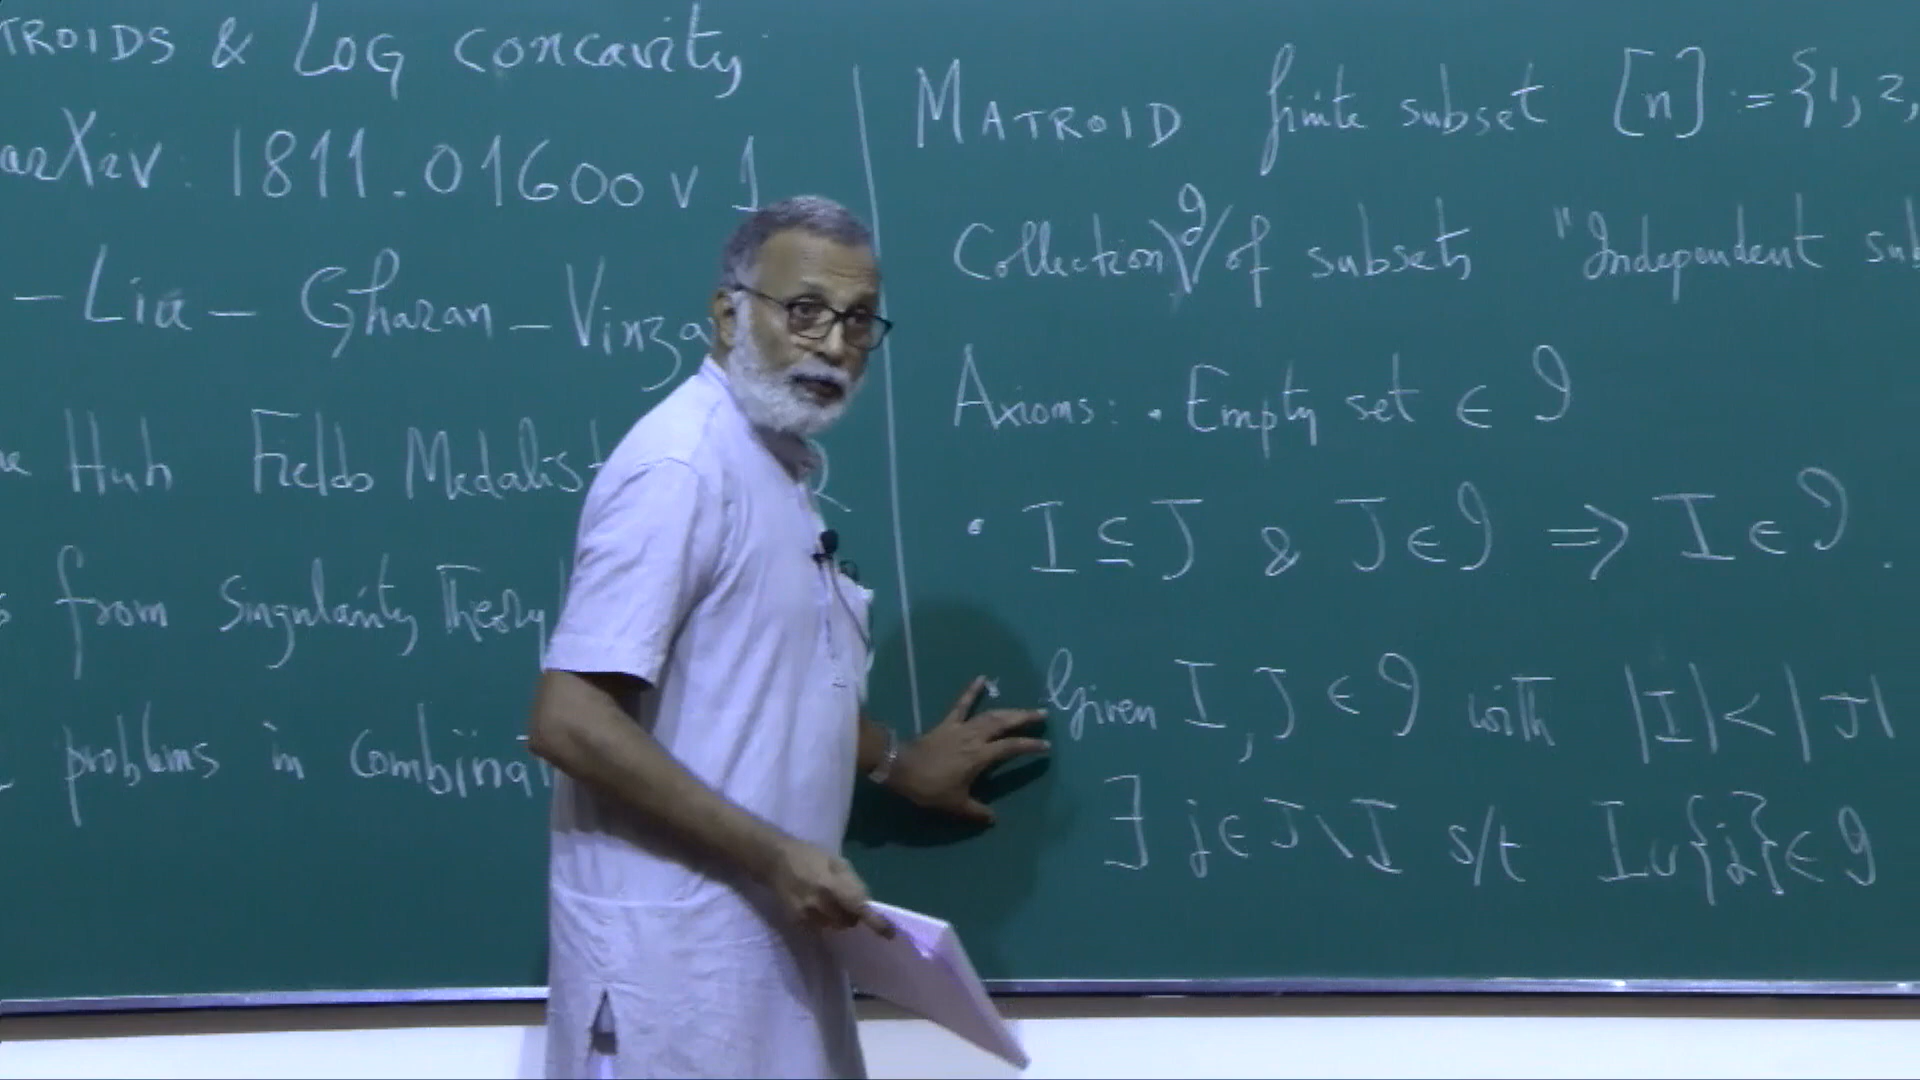 TROIDS & LOG Concavity
arXiv: 1811.01600 v 1
- Liu - Gharan - Vinza
Huh Fields Medalist
from Singularity Theory
problems in Combinat
MATROID finite subset [n] := {1, 2,
Collection ℐ of subsets "Independent sub
Axioms: • Empty set ∈ ℐ
• I ⊆ J & J ∈ ℐ ⇒ I ∈ ℐ.
• Given I, J ∈ ℐ with |I| < |J|
∃ j ∈ J \ I s/t I ∪ {j} ∈ ℐ